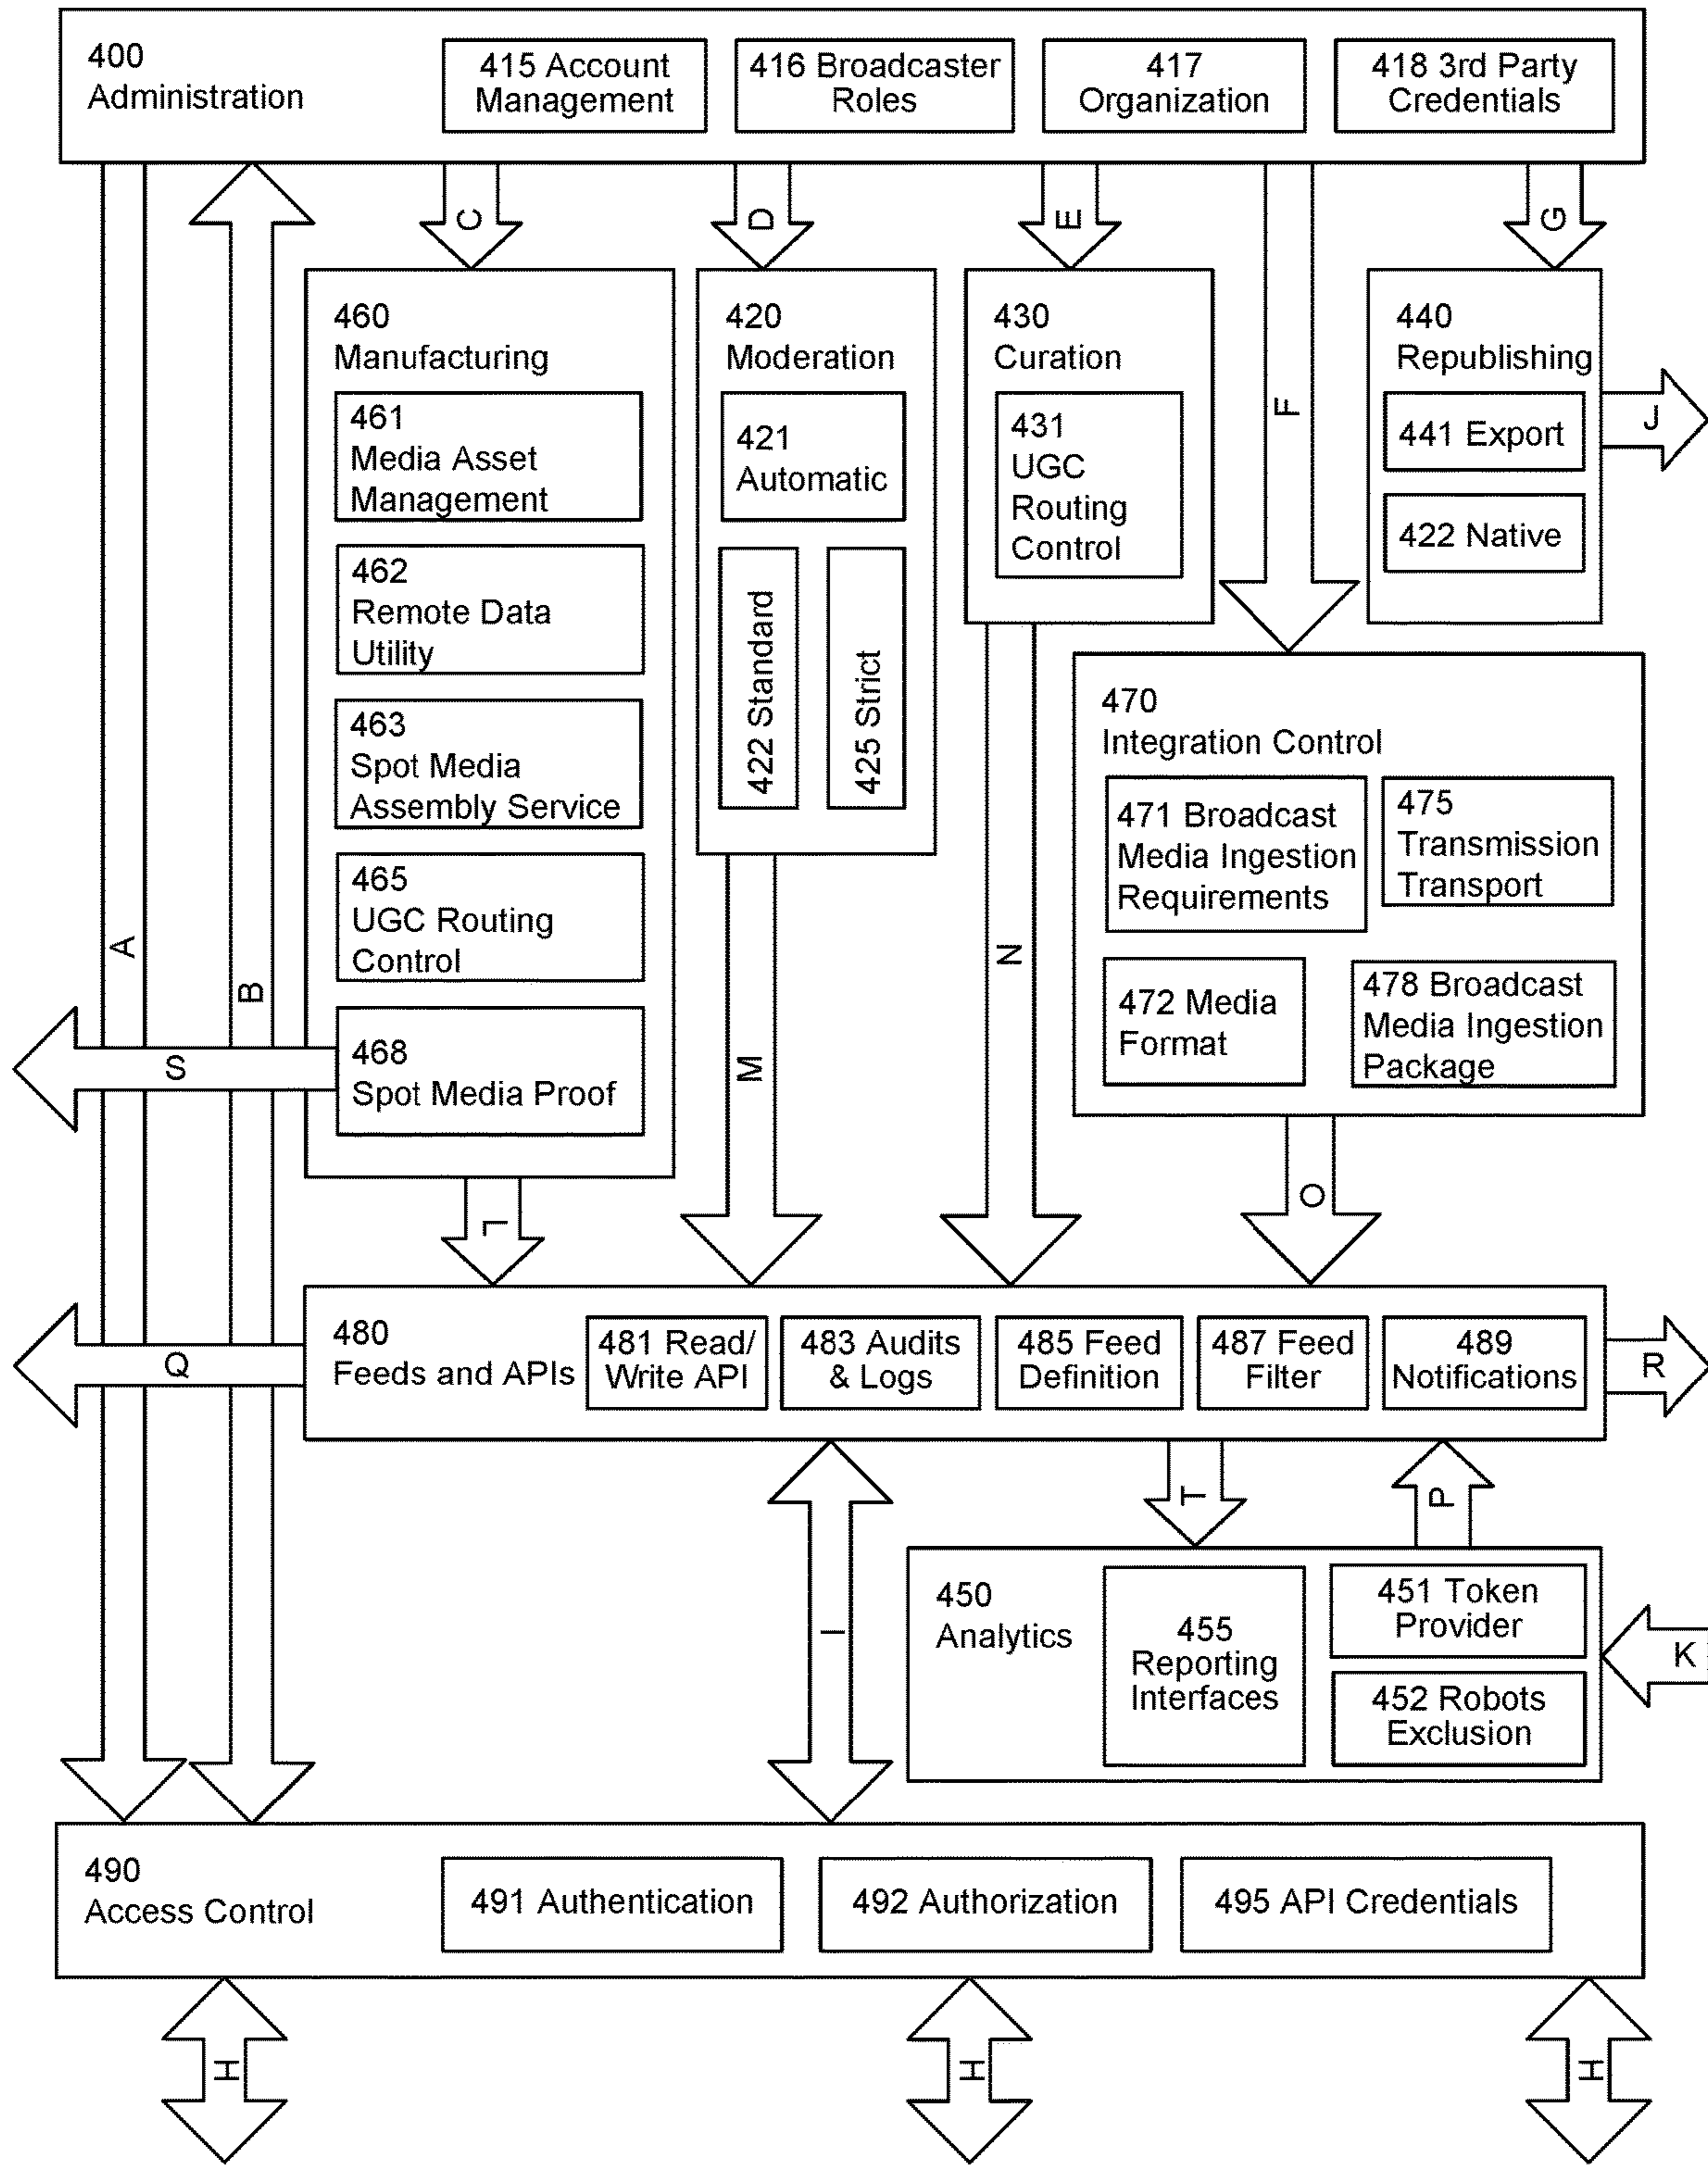 400
Administration
415 Account
Management
416 Broadcaster
Roles
417
Organization
418 3rd Party
Credentials
C
D
E
G
460
Manufacturing
461
Media Asset
Management
462
Remote Data
Utility
463
Spot Media
Assembly Service
465
UGC Routing
Control
468
Spot Media Proof
420
Moderation
421
Automatic
422 Standard
425 Strict
430
Curation
431
UGC
Routing
Control
F
440
Republishing
441 Export
422 Native
J
470
Integration Control
471 Broadcast
Media Ingestion
Requirements
475
Transmission
Transport
472 Media
Format
478 Broadcast
Media Ingestion
Package
A
B
S
M
N
L
O
Q
480
Feeds and APIs
481 Read/
Write API
483 Audits
& Logs
485 Feed
Definition
487 Feed
Filter
489
Notifications
R
I
T
P
450
Analytics
455
Reporting
Interfaces
451 Token
Provider
452 Robots
Exclusion
K
490
Access Control
491 Authentication
492 Authorization
495 API Credentials
H
H
H